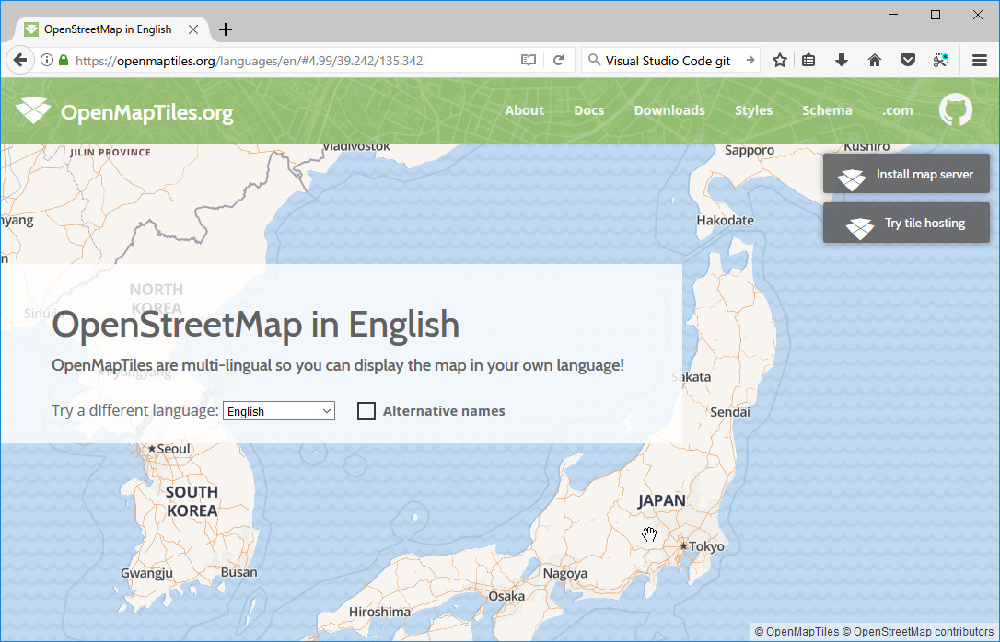 OpenStreetMap in English
https://openmaptiles.org/languages/en/#4.99/39.242/135.342
Visual Studio Code git
OpenMapTiles.org
About
Docs
Downloads
Styles
Schema
.com
JILIN PROVINCE
Vladivostok
Sapporo
Kushiro
Install map server
nyang
Hakodate
Try tile hosting
n
NORTH
KOREA
Sinuiju
OpenStreetMap in English
OpenMapTiles are multi-lingual so you can display the map in your own language!
Pyongyang
Sakata
Try a different language:
English
Alternative names
Sendai
Seoul
SOUTH
KOREA
JAPAN
Tokyo
Gwangju
Busan
Nagoya
Osaka
Hiroshima
© OpenMapTiles © OpenStreetMap contributors